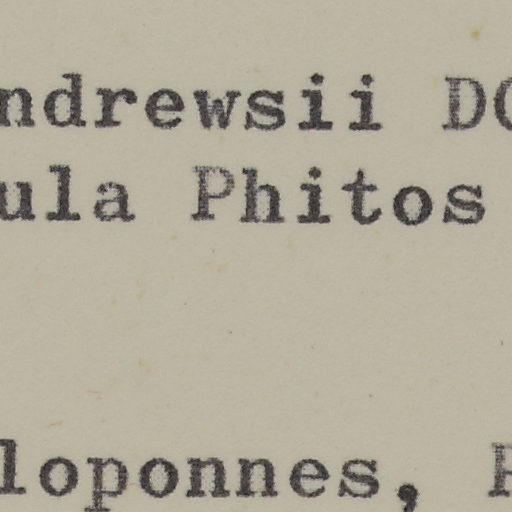 ndrewsii DC
ula Phitos
loponnes, P